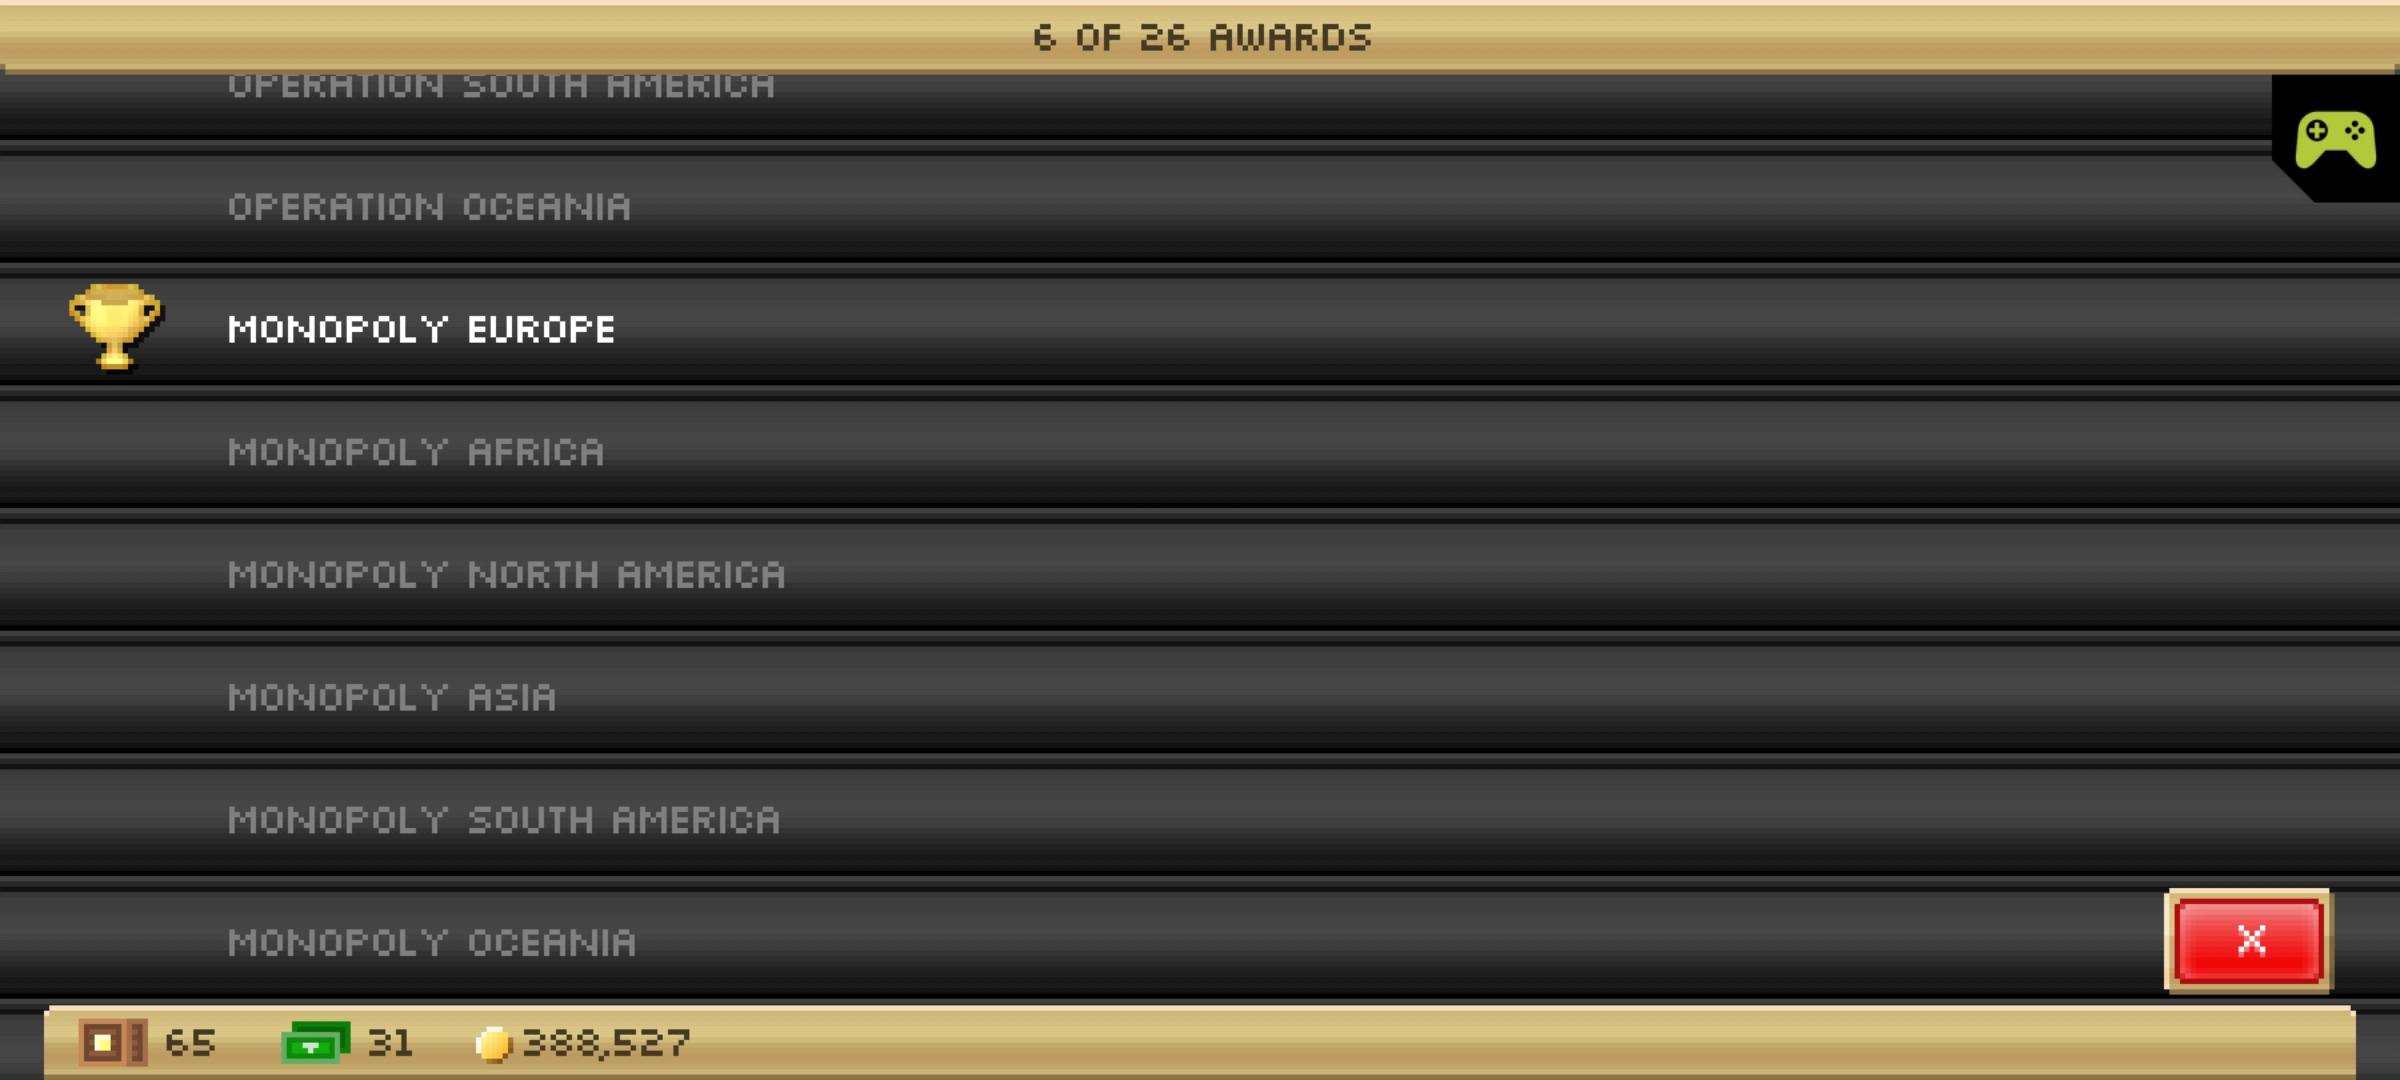 6 OF 26 AWARDS
OPERATION SOUTH AMERICA
OPERATION OCEANIA
MONOPOLY EUROPE
MONOPOLY AFRICA
MONOPOLY NORTH AMERICA
MONOPOLY ASIA
MONOPOLY SOUTH AMERICA
MONOPOLY OCEANIA
X
65 31 388,527